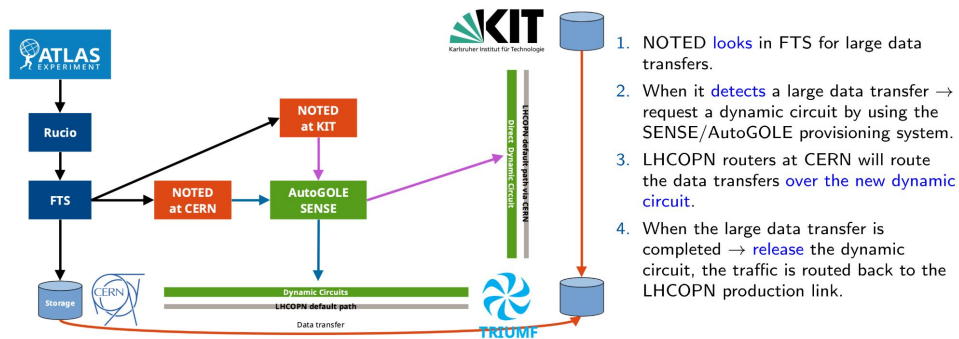 ATLAS
EXPERIMENT
Rucio
FTS
NOTED
at KIT
NOTED
at CERN
AutoGOLE
SENSE
KIT
Karlsruher Institut für Technologie
Direct Dynamic Circuit
LHCOPN default path via CERN
Storage
CERN
Dynamic Circuits
LHCOPN default path
Data transfer
TRIUMF
1. NOTED looks in FTS for large data
transfers.
2. When it detects a large data transfer →
request a dynamic circuit by using the
SENSE/AutoGOLE provisioning system.
3. LHCOPN routers at CERN will route
the data transfers over the new dynamic
circuit.
4. When the large data transfer is
completed → release the dynamic
circuit, the traffic is routed back to the
LHCOPN production link.